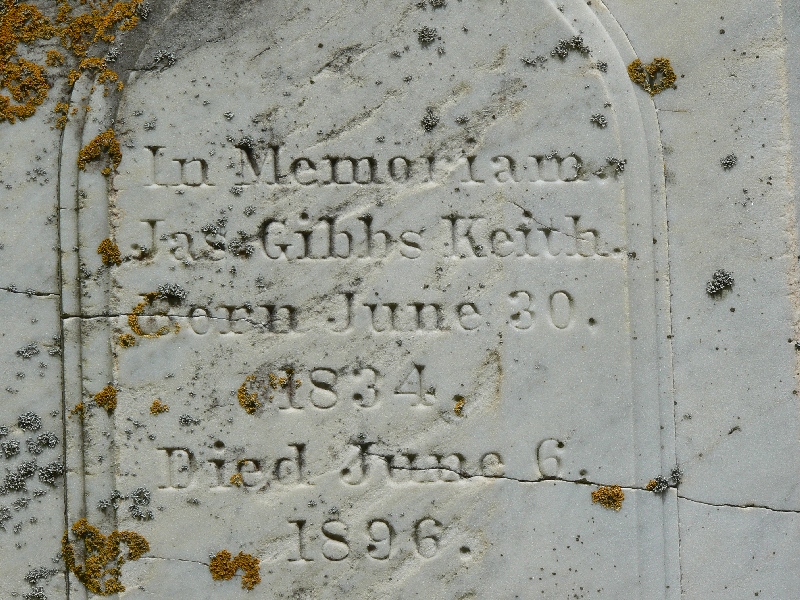 In Memoriam.
Jas. Gibbs Keith.
Born June 30.
1834.
Died June 6.
1896.